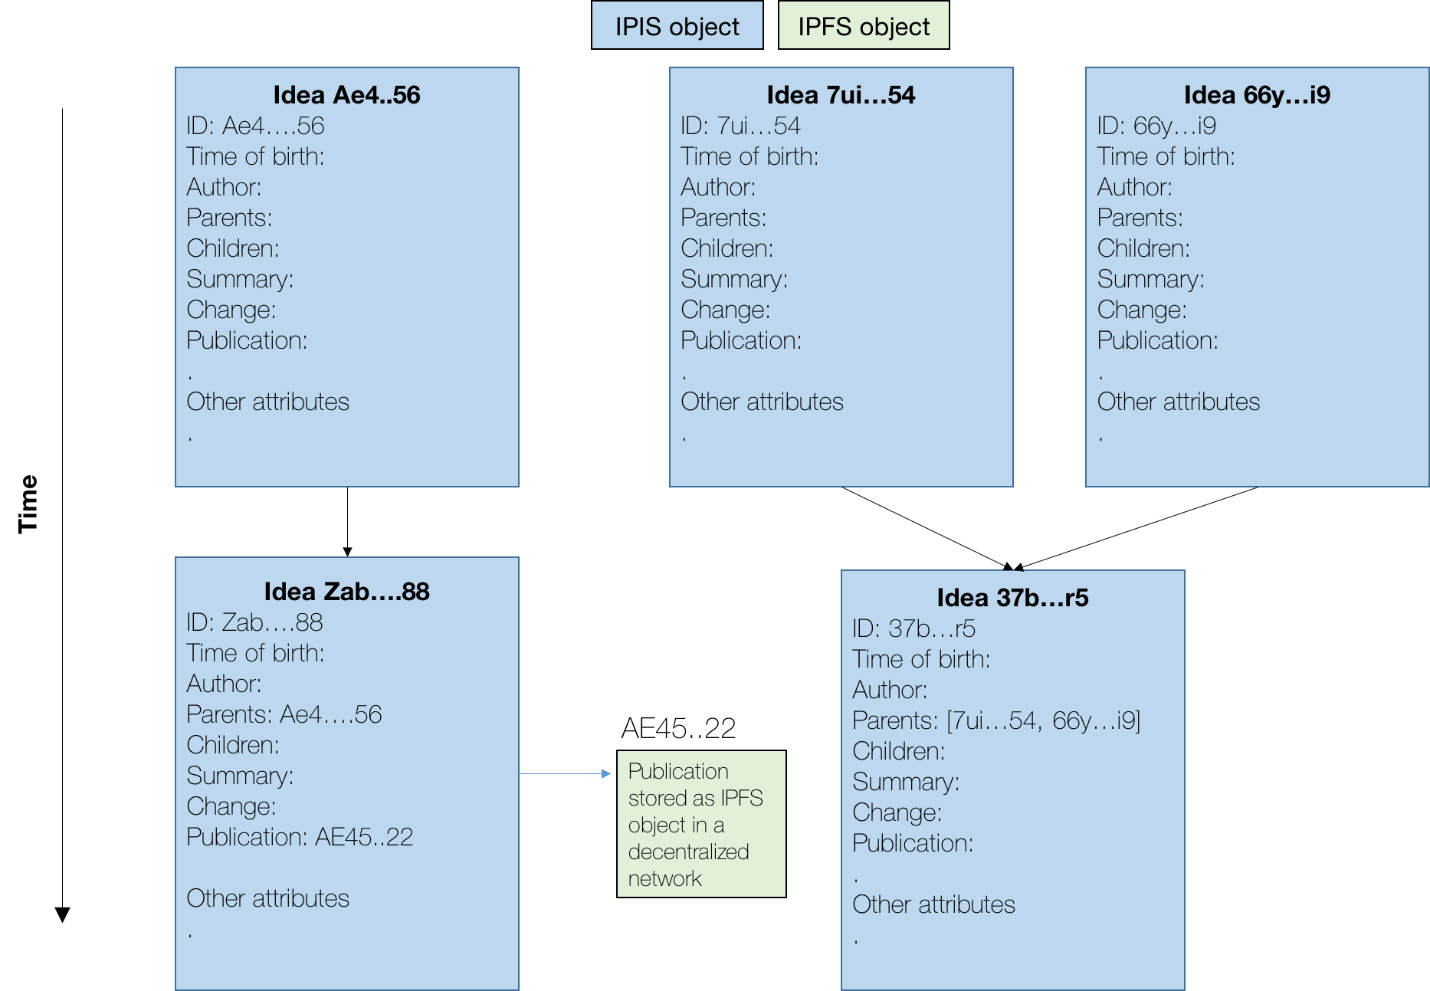 IPIS object
IPFS object
Idea Ae4..56
ID: Ae4....56
Time of birth:
Author:
Parents:
Children:
Summary:
Change:
Publication:
.
Other attributes
.
Idea 7ui...54
ID: 7ui...54
Time of birth:
Author:
Parents:
Children:
Summary:
Change:
Publication:
.
Other attributes
.
Idea 66y...i9
ID: 66y...i9
Time of birth:
Author:
Parents:
Children:
Summary:
Change:
Publication:
.
Other attributes
.
Time
Idea Zab....88
ID: Zab....88
Time of birth:
Author:
Parents: Ae4....56
Children:
Summary:
Change:
Publication: AE45..22
Other attributes
.
AE45..22
Publication
stored as IPFS
object in a
decentralized
network
Idea 37b...r5
ID: 37b...r5
Time of birth:
Author:
Parents: [7ui...54, 66y...i9]
Children:
Summary:
Change:
Publication:
.
Other attributes
.